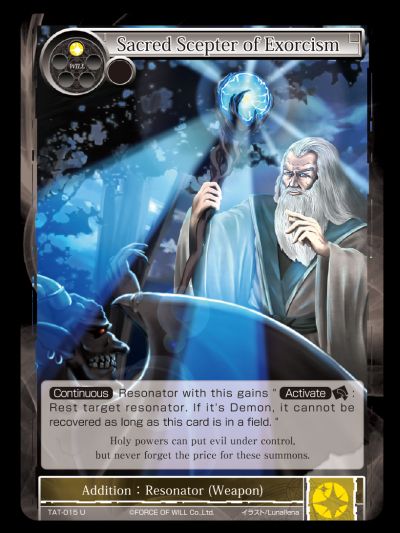 Sacred Scepter of Exorcism
WILL
Continuous Resonator with this gains " Activate :
Rest target resonator. If it's Demon, it cannot be
recovered as long as this card is in a field. "
Holy powers can put evil under control,
but never forget the price for these summons.
Addition : Resonator (Weapon)
TAT-015 U ©FORCE OF WILL Co.,Ltd. イラスト/Lunallena